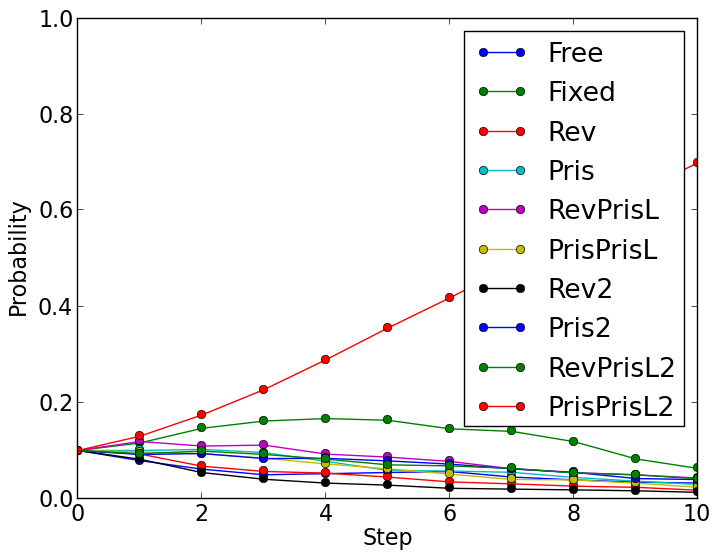 1.0
0.8
0.6
0.4
0.2
0.0
Probability
0 2 4 6 8 10
Step
Free
Fixed
Rev
Pris
RevPrisL
PrisPrisL
Rev2
Pris2
RevPrisL2
PrisPrisL2